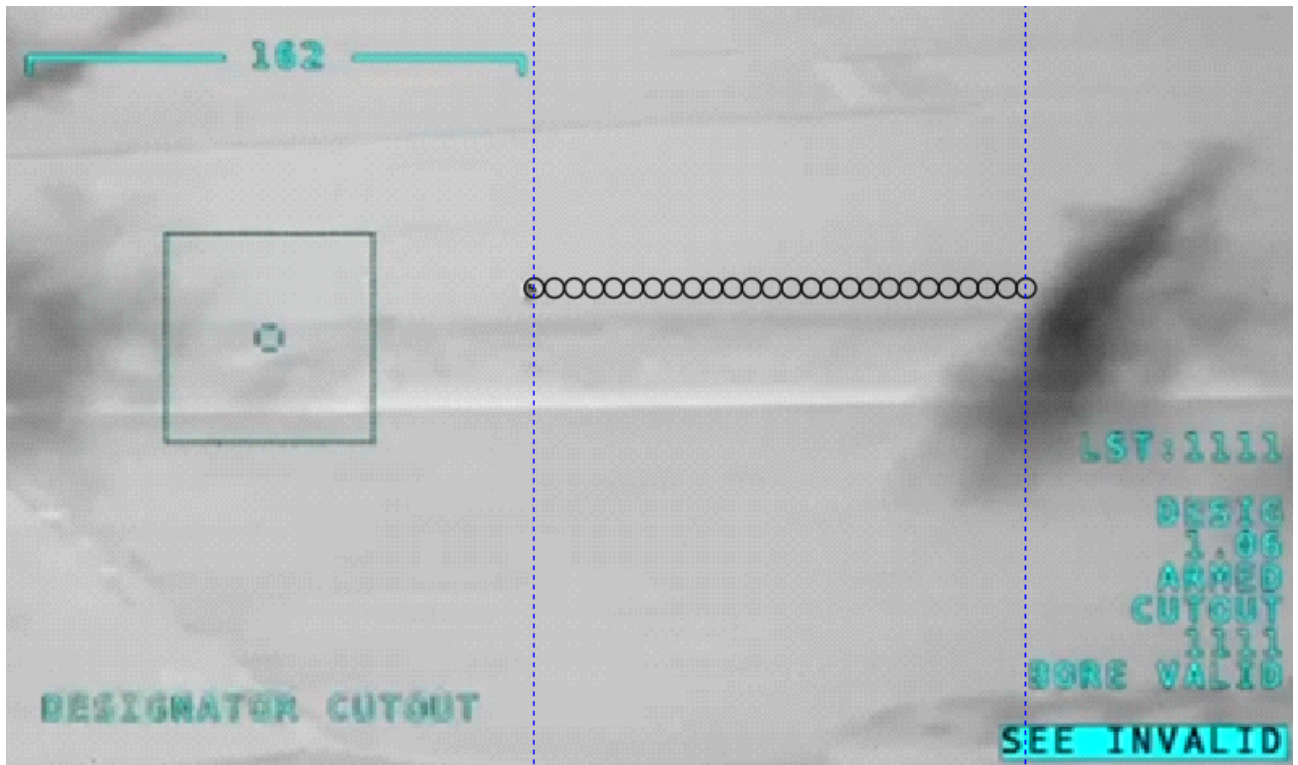 162
LST:1111
DESIG
1.06
ARMED
CUTOUT
1111
BORE VALID
DESIGNATOR CUTOUT
SEE INVALID